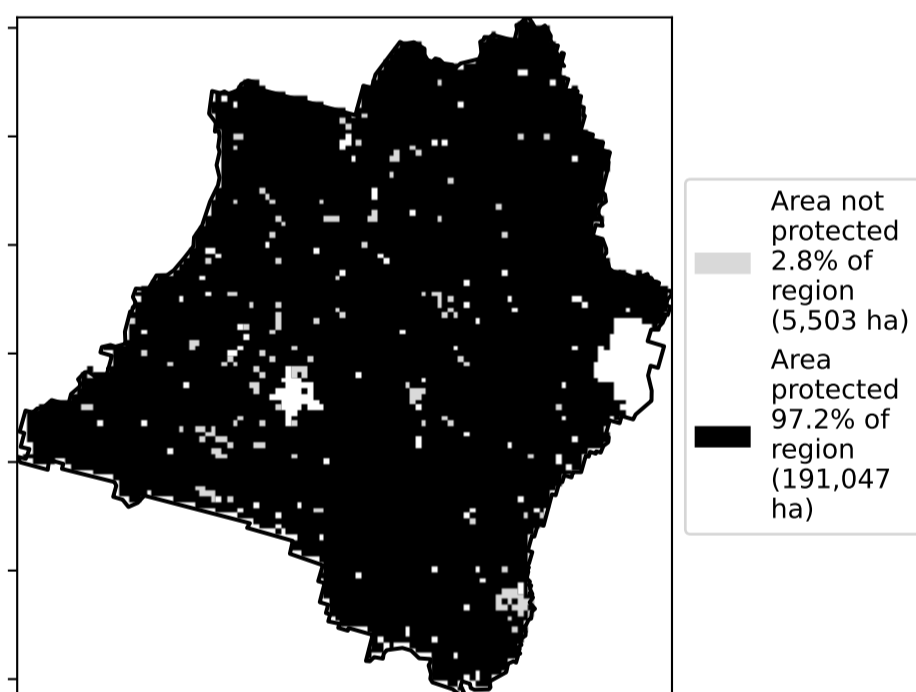 Area not
protected
2.8% of
region
(5,503 ha)
Area
protected
97.2% of
region
(191,047
ha)